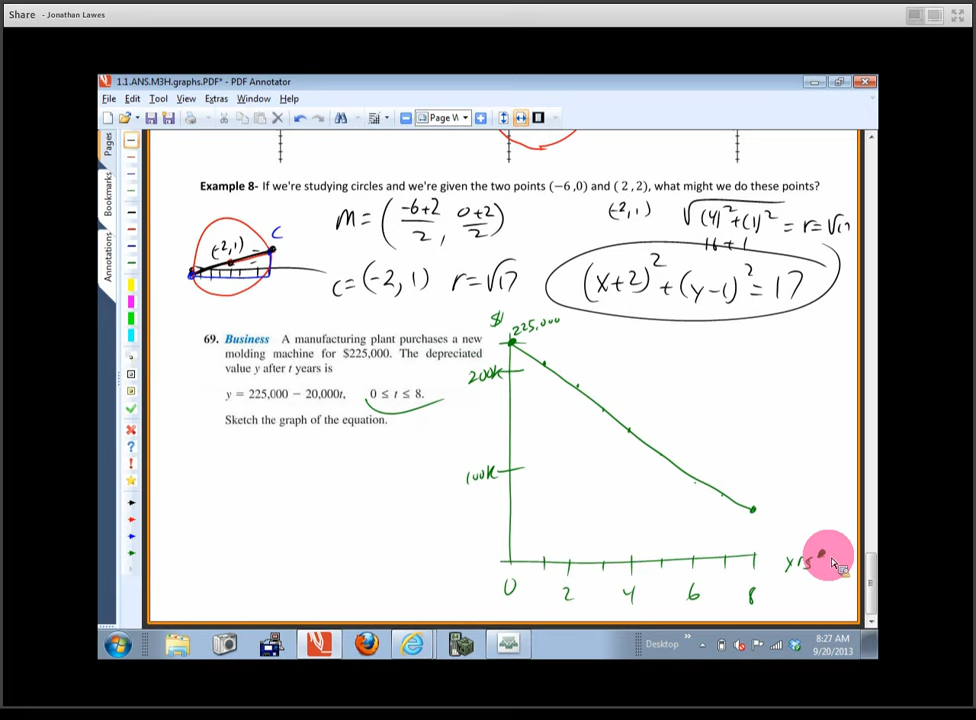 Share - Jonathan Lawes
1.1.ANS.M3H.graphs.PDF* - PDF Annotator
File Edit Tool View Extras Window Help
Page W
Pages
Bookmarks
Annotations
Example 8- If we're studying circles and we're given the two points (−6,0) and (2,2), what might we do these points?
M = (-6+2/2, 0+2/2)
(-2,1) √(4)²+(1)² = r=√17
16+1
(-2,1) C
C=(-2,1) r=√17
(x+2)²+(y-1)²=17
69. Business A manufacturing plant purchases a new
molding machine for $225,000. The depreciated
value y after t years is
y = 225,000 − 20,000t, 0 ≤ t ≤ 8.
Sketch the graph of the equation.
$
225,000
200K
100K
yrs
0 2 4 6 8
Desktop
8:27 AM
9/20/2013